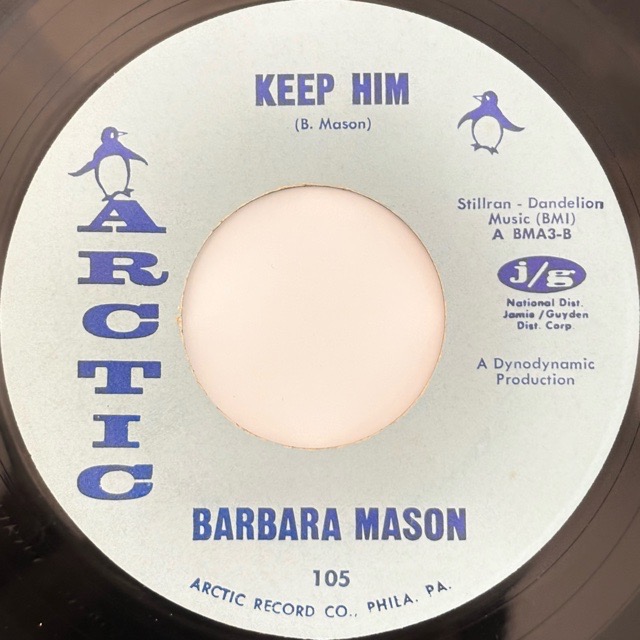 KEEP HIM
(B. Mason)
ARCTIC
Stillran - Dandelion
Music (BMI)
A BMA3-B
j/g
National Dist.
Jamie/Guyden
Dist. Corp.
A Dynodynamic
Production
BARBARA MASON
105
ARCTIC RECORD CO., PHILA. PA.